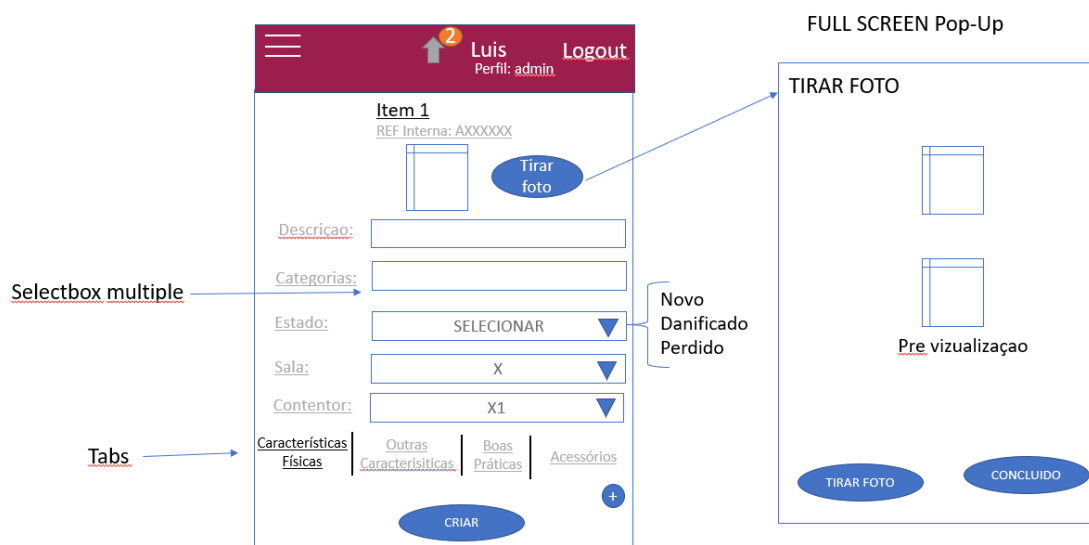 FULL SCREEN Pop-Up
2
Luis
Logout
Perfil: admin
TIRAR FOTO
Item 1
REF Interna: AXXXXXX
Tirar
foto
Descriçao:
Categorias:
Selectbox multiple
Estado:
SELECIONAR
Novo
Danificado
Perdido
Pre vizualizaçao
Sala:
X
Contentor:
X1
Tabs
Características
Físicas
Outras
Caracterisiticas
Boas
Práticas
Acessórios
+
CRIAR
TIRAR FOTO
CONCLUIDO